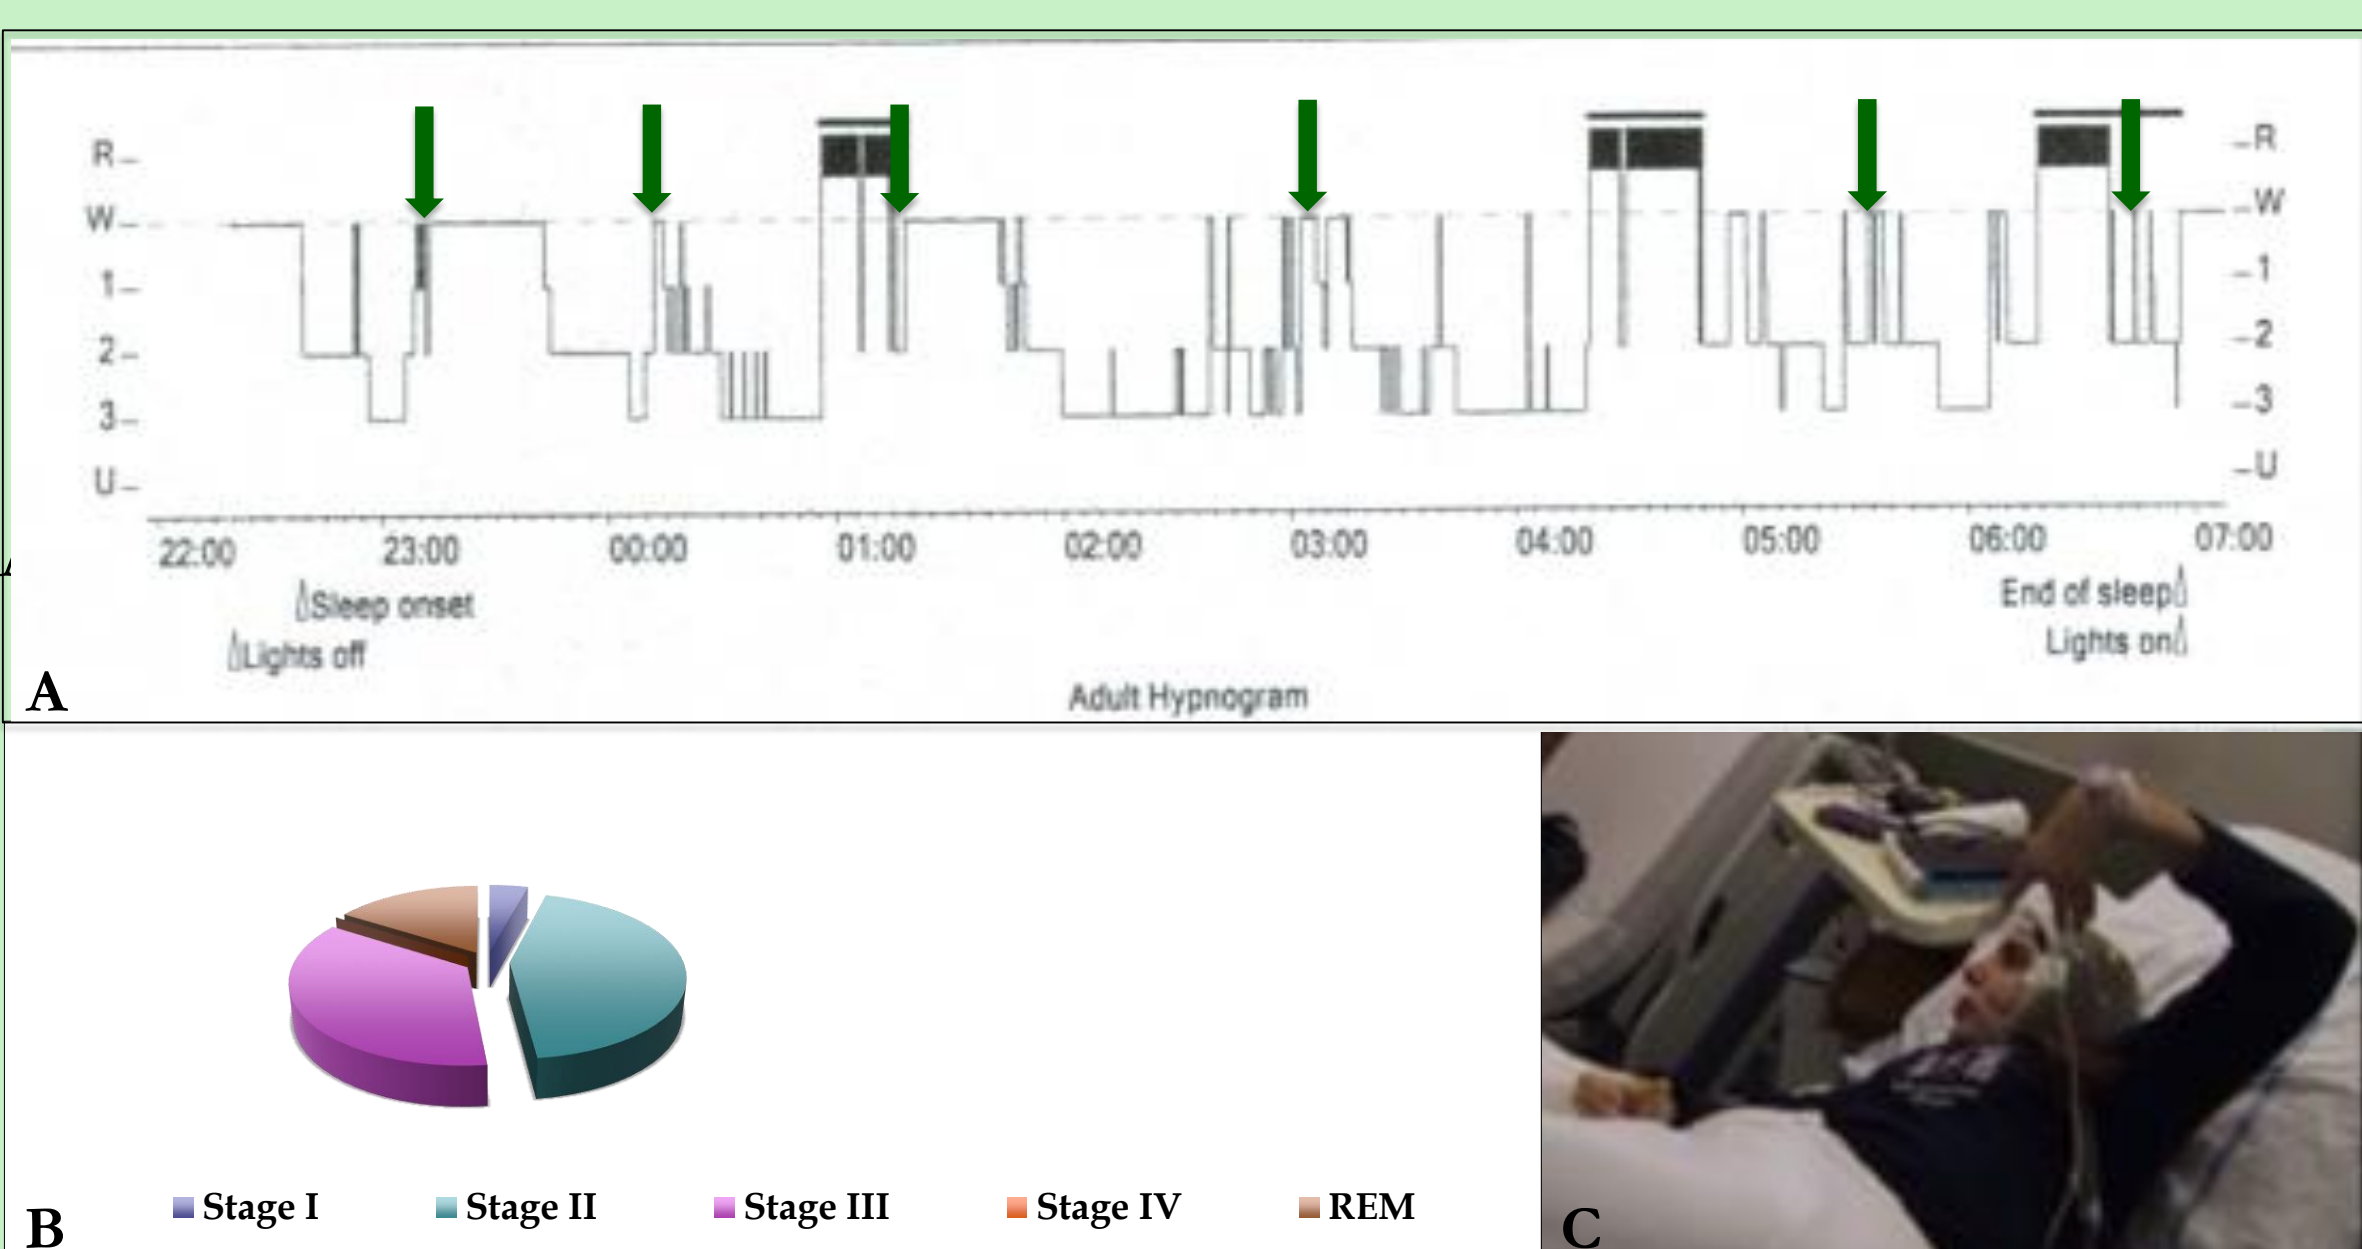 R – –R
W – –W
1 – –1
2 – –2
3 – –3
U – –U
22:00 23:00 00:00 01:00 02:00 03:00 04:00 05:00 06:00 07:00
Sleep onset End of sleep
Lights off Lights on
A
Adult Hypnogram
Stage I Stage II Stage III Stage IV REM
B
C